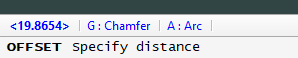 <19.8654> G : Chamfer A : Arc
OFFSET Specify distance